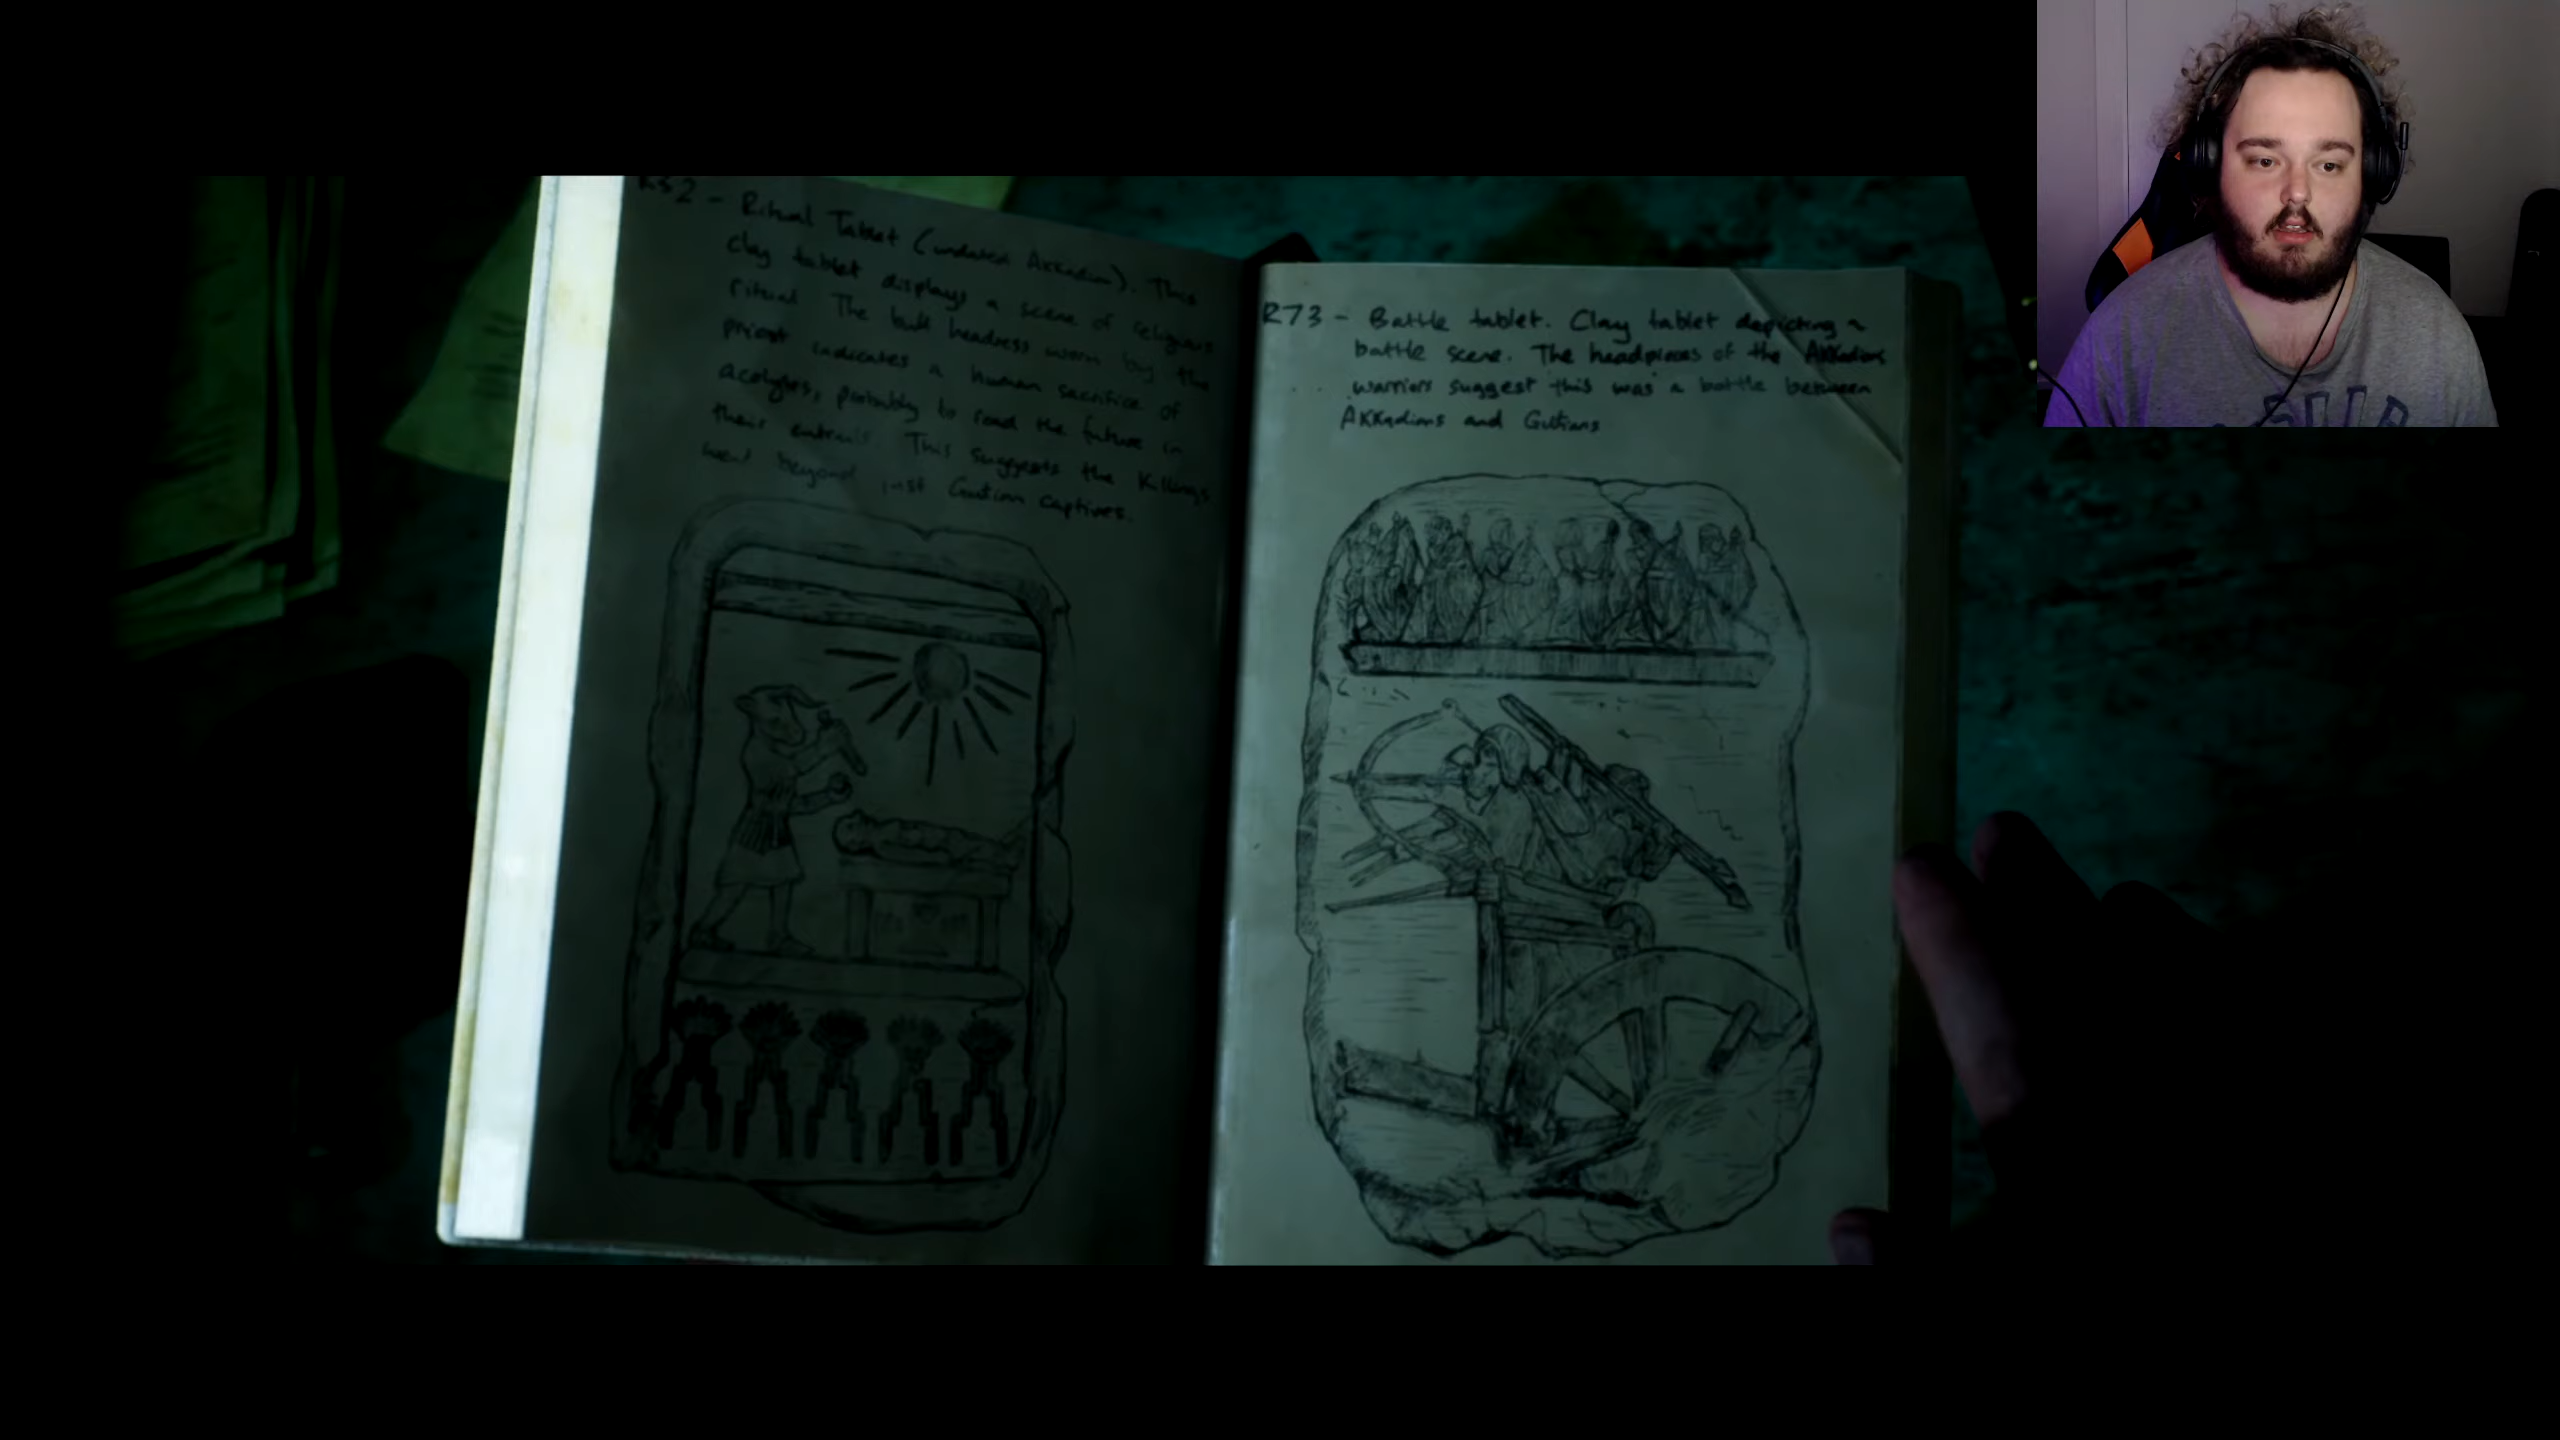 R52 - Ritual Tablet (undated Akkadian). This
clay tablet displays a scene of religious
ritual. The bull headress worn by the
priest indicates a human sacrifice of
acolytes, probably to read the future in
their entrails. This suggests the killings
went beyond just Gutian captives.
R73 - Battle tablet. Clay tablet depicting a
battle scene. The headpieces of the Akkadian
warriors suggest this was a battle between
Akkadians and Gutians